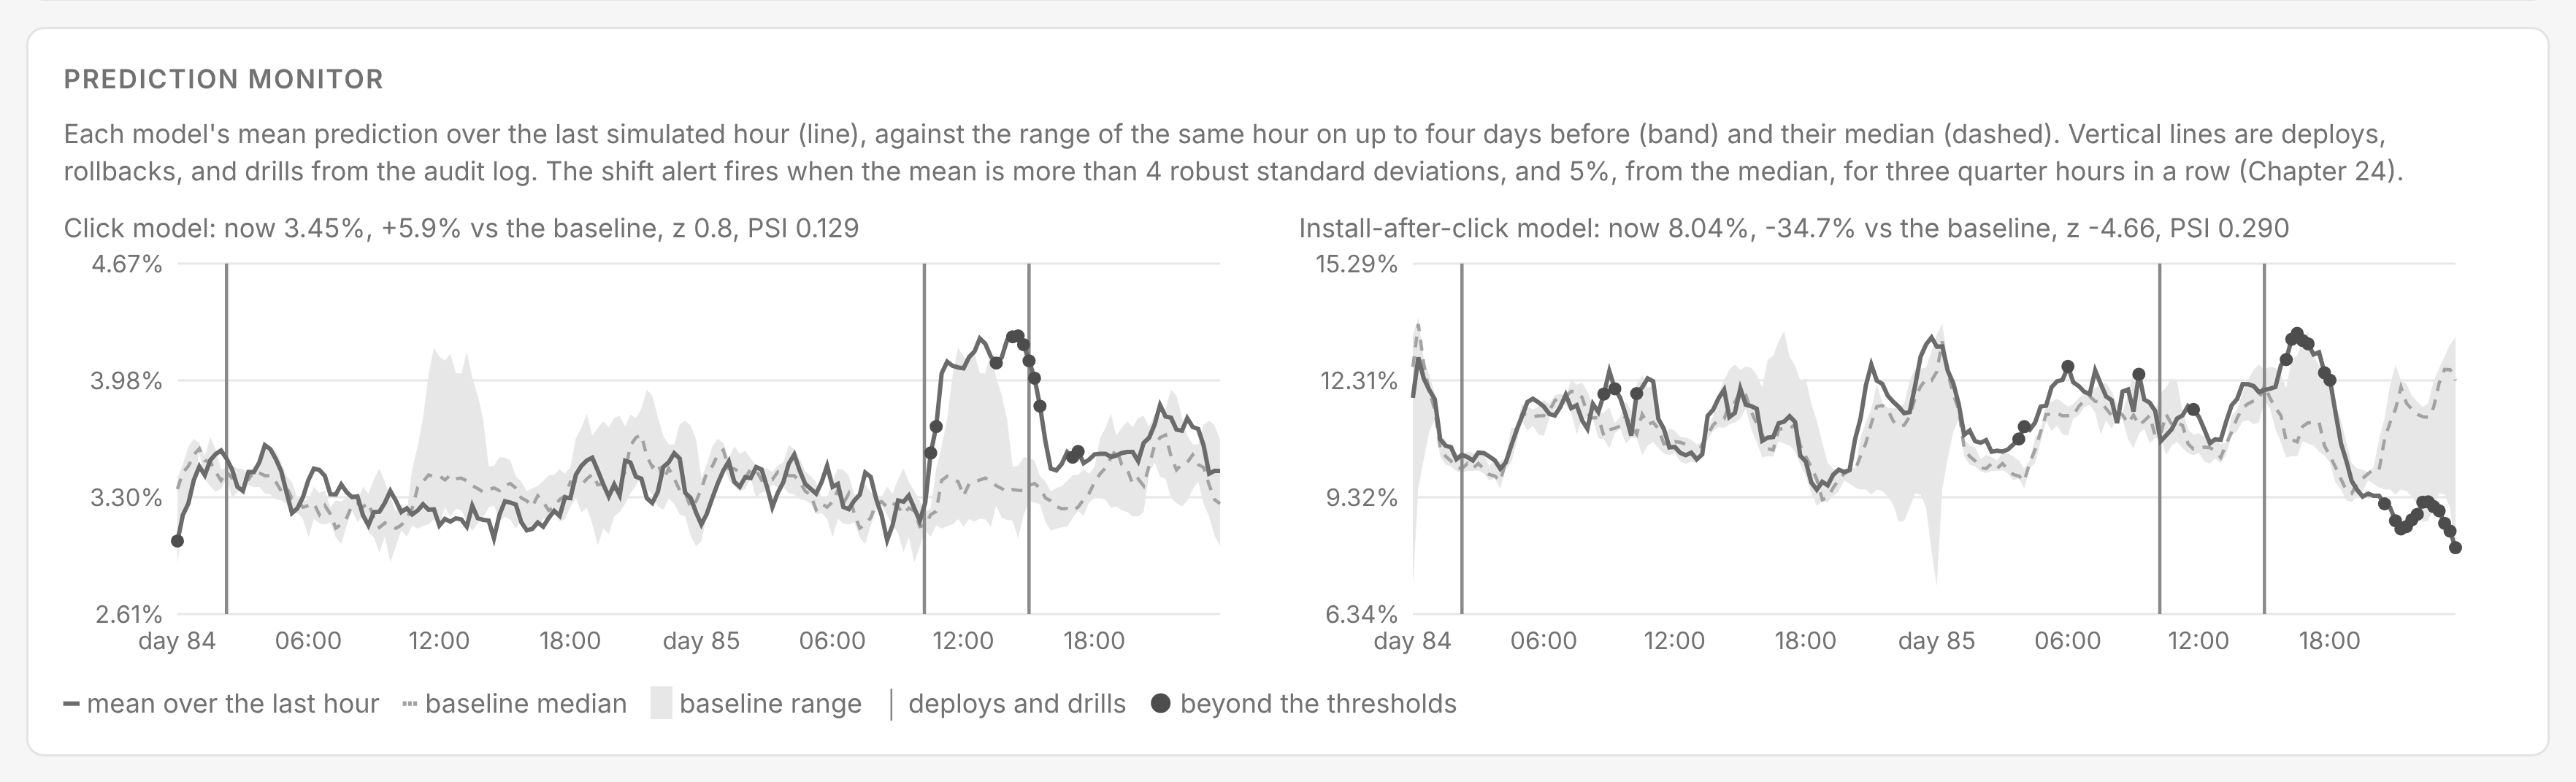 PREDICTION MONITOR
Each model's mean prediction over the last simulated hour (line), against the range of the same hour on up to four days before (band) and their median (dashed). Vertical lines are deploys,
rollbacks, and drills from the audit log. The shift alert fires when the mean is more than 4 robust standard deviations, and 5%, from the median, for three quarter hours in a row (Chapter 24).
Click model: now 3.45%, +5.9% vs the baseline, z 0.8, PSI 0.129
4.67%
3.98%
3.30%
2.61%
day 84 06:00 12:00 18:00 day 85 06:00 12:00 18:00
Install-after-click model: now 8.04%, -34.7% vs the baseline, z -4.66, PSI 0.290
15.29%
12.31%
9.32%
6.34%
day 84 06:00 12:00 18:00 day 85 06:00 12:00 18:00
mean over the last hour baseline median baseline range deploys and drills beyond the thresholds